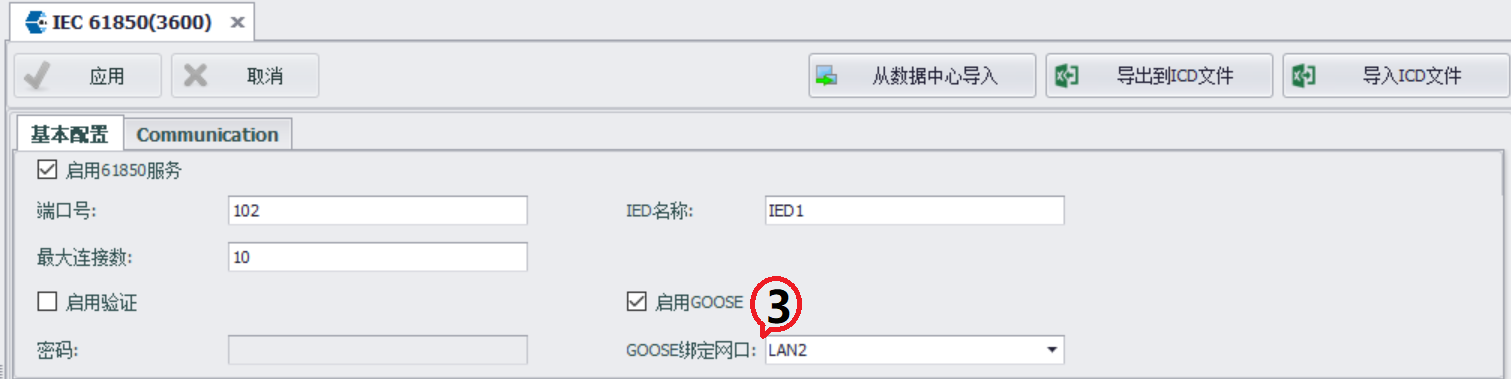 IEC 61850(3600)
应用 取消 从数据中心导入 导出到ICD文件 导入ICD文件
基本配置 Communication
启用61850服务
端口号: 102 IED名称: IED1
最大连接数: 10
启用验证 启用GOOSE 3
密码: GOOSE绑定网口: LAN2